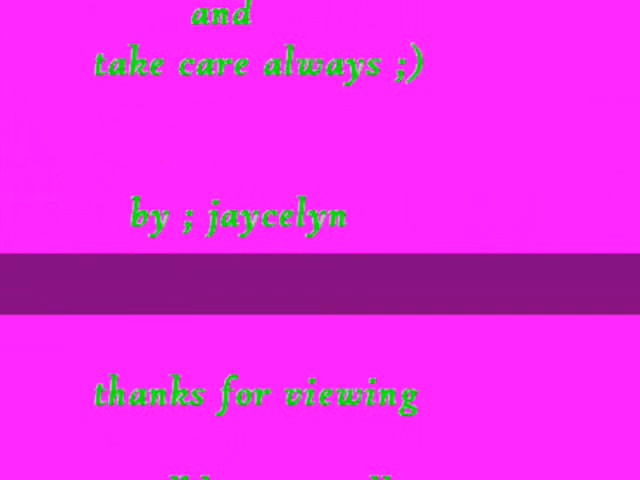 and
take care always ;)
by ; jaycelyn
thanks for viewing